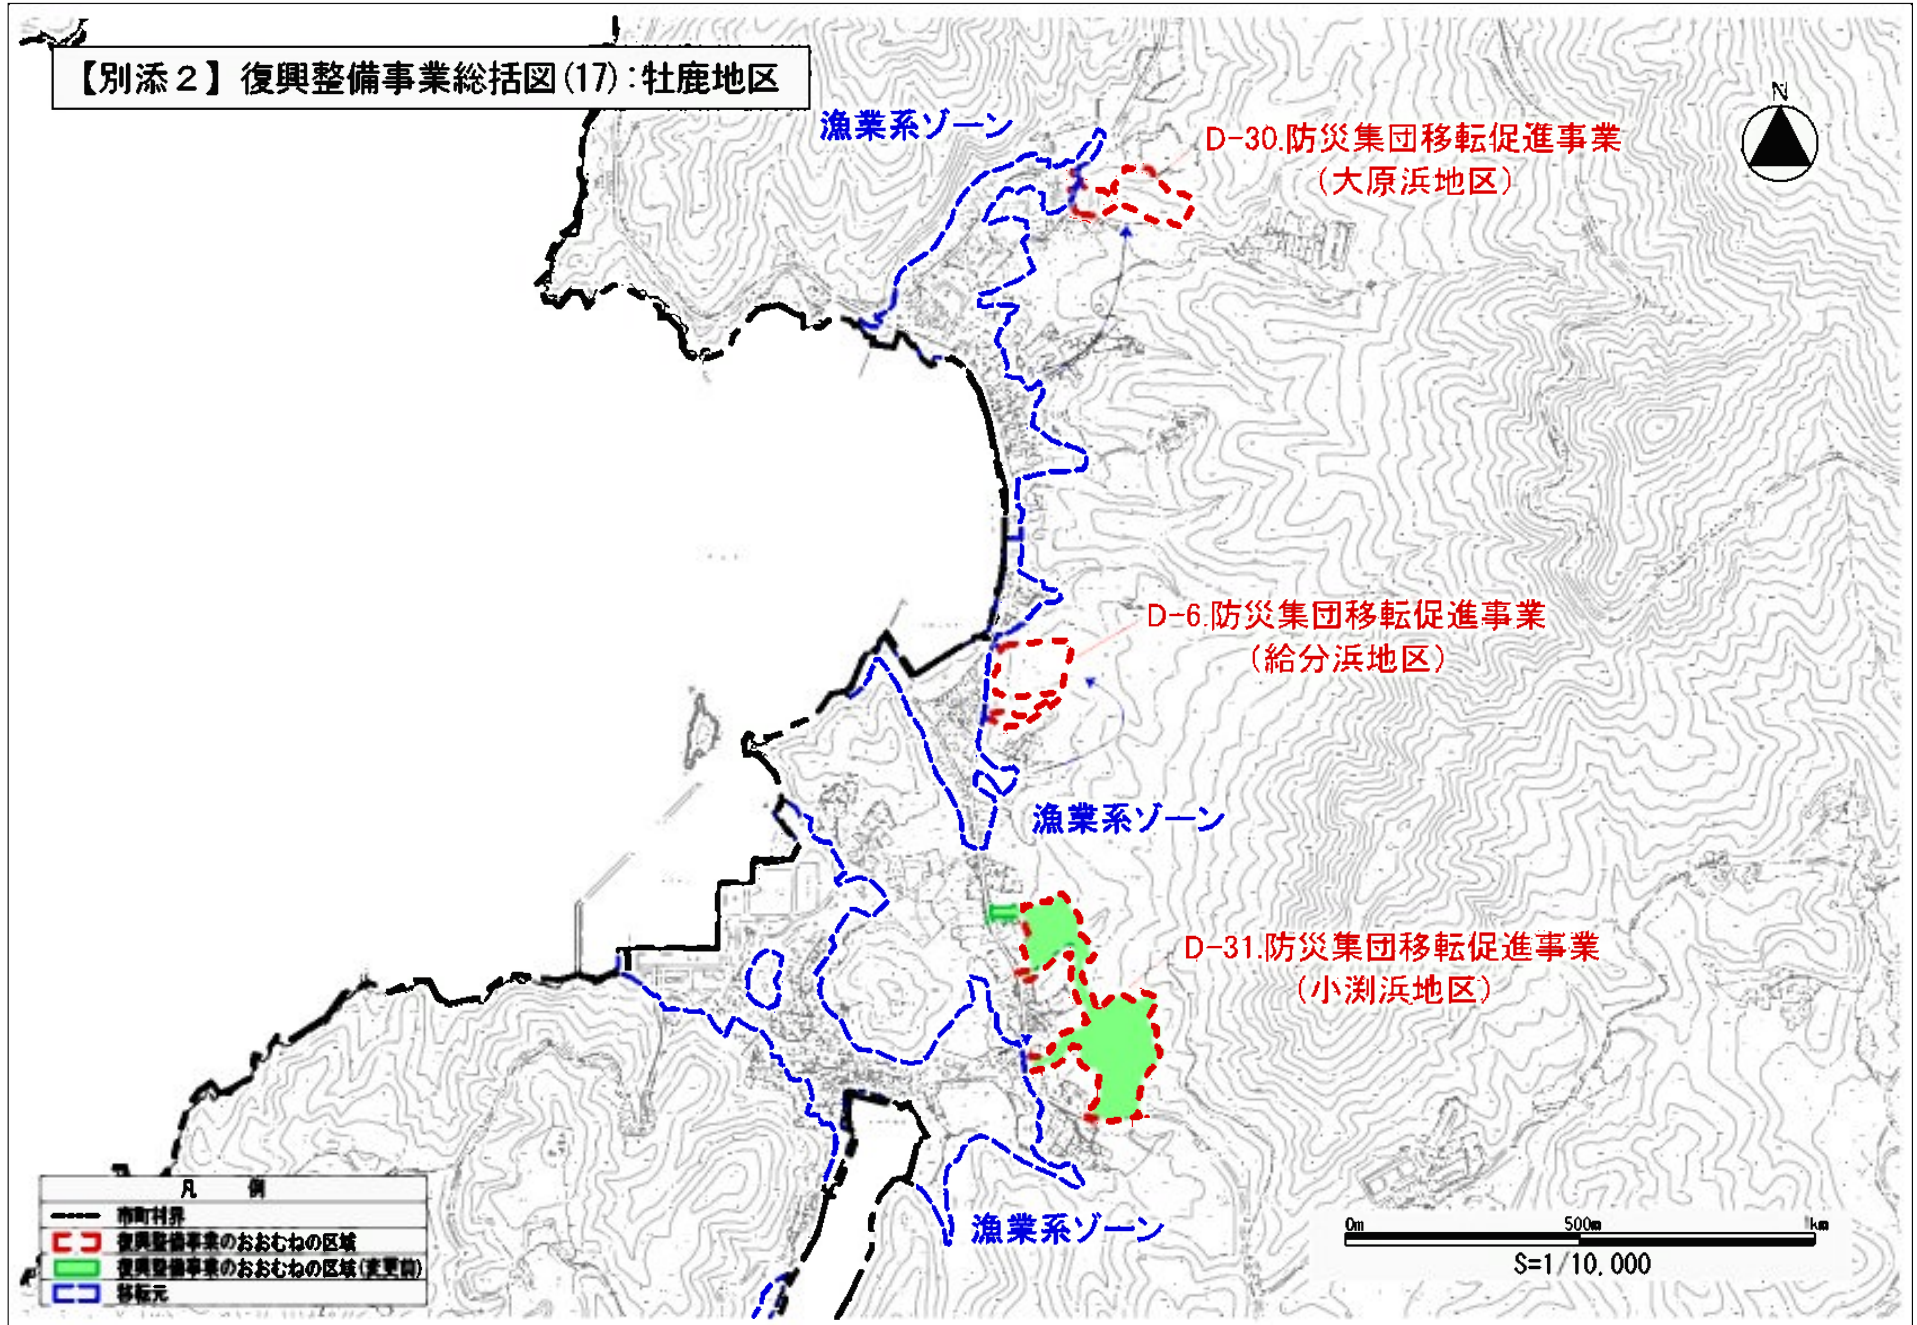 【別添２】復興整備事業総括図(17):牡鹿地区
漁業系ゾーン
N
D-30.防災集団移転促進事業
(大原浜地区)
D-6.防災集団移転促進事業
(給分浜地区)
漁業系ゾーン
D-31.防災集団移転促進事業
(小渕浜地区)
漁業系ゾーン
凡　例
市町村界
復興整備事業のおおむねの区域
復興整備事業のおおむねの区域(変更前)
移転元
0m 500m 1km
S=1/10,000